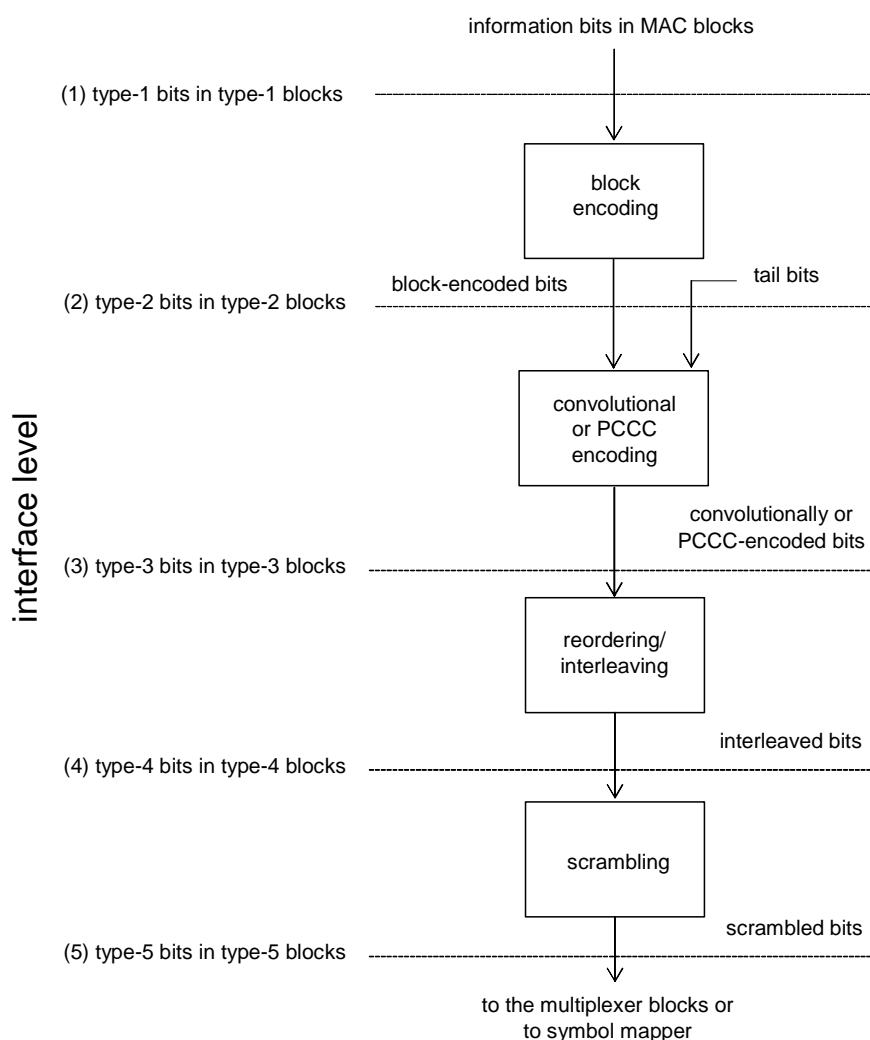 information bits in MAC blocks
(1) type-1 bits in type-1 blocks
block
encoding
block-encoded bits
tail bits
(2) type-2 bits in type-2 blocks
convolutional
or PCCC
encoding
interface level
convolutionally or
PCCC-encoded bits
(3) type-3 bits in type-3 blocks
reordering/
interleaving
interleaved bits
(4) type-4 bits in type-4 blocks
scrambling
scrambled bits
(5) type-5 bits in type-5 blocks
to the multiplexer blocks or
to symbol mapper